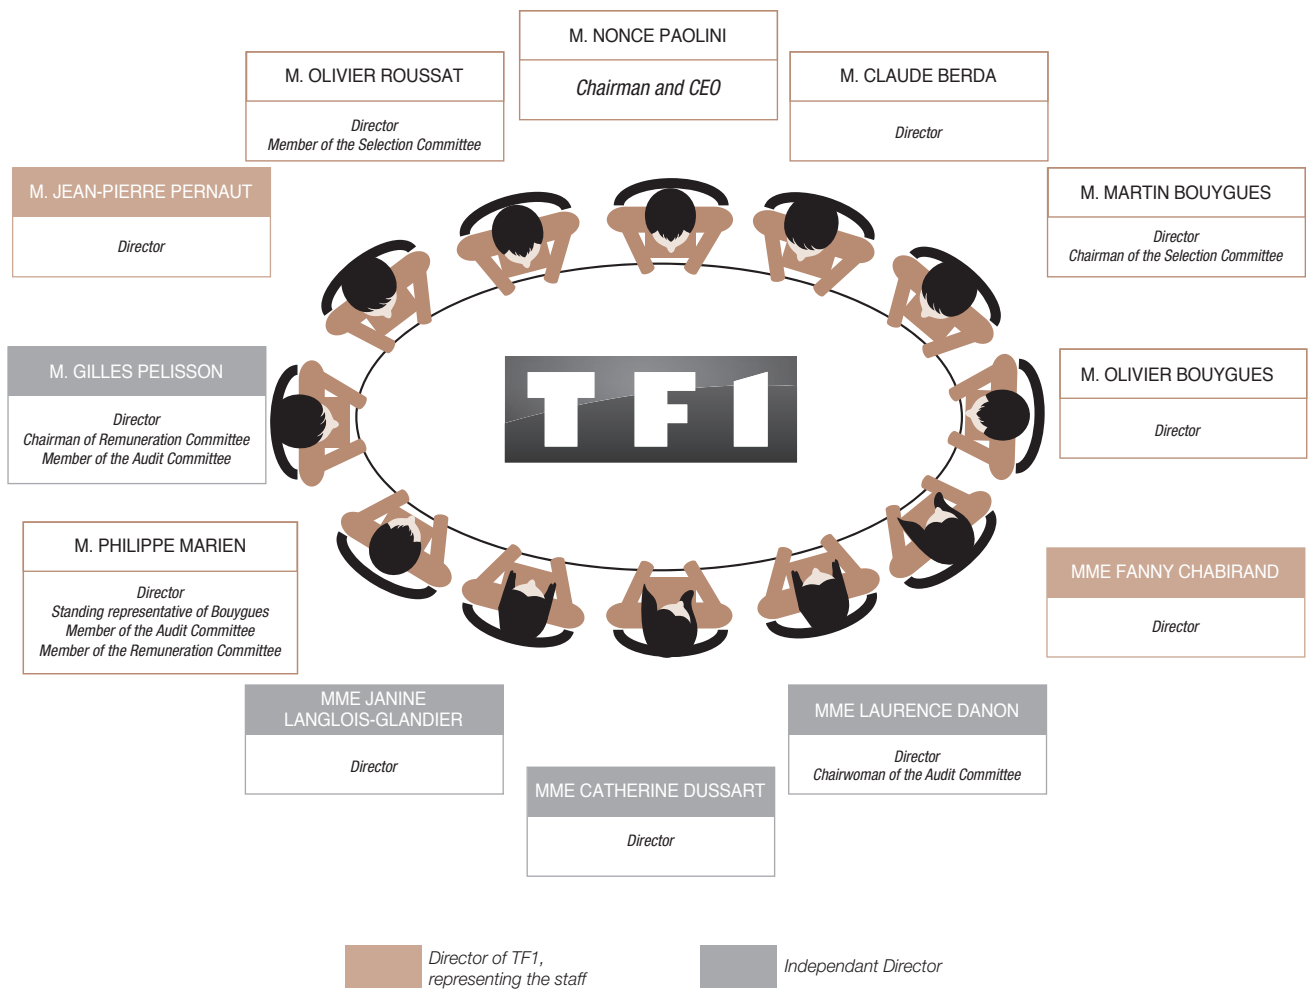 M. NONCE PAOLINI
Chairman and CEO
M. OLIVIER ROUSSAT
Director
Member of the Selection Committee
M. CLAUDE BERDA
Director
M. JEAN-PIERRE PERNAUT
Director
M. MARTIN BOUYGUES
Director
Chairman of the Selection Committee
M. GILLES PELISSON
Director
Chairman of Remuneration Committee
Member of the Audit Committee
TF1
M. OLIVIER BOUYGUES
Director
M. PHILIPPE MARIEN
Director
Standing representative of Bouygues
Member of the Audit Committee
Member of the Remuneration Committee
MME FANNY CHABIRAND
Director
MME JANINE
LANGLOIS-GLANDIER
Director
MME CATHERINE DUSSART
Director
MME LAURENCE DANON
Director
Chairwoman of the Audit Committee
Director of TF1,
representing the staff
Independant Director